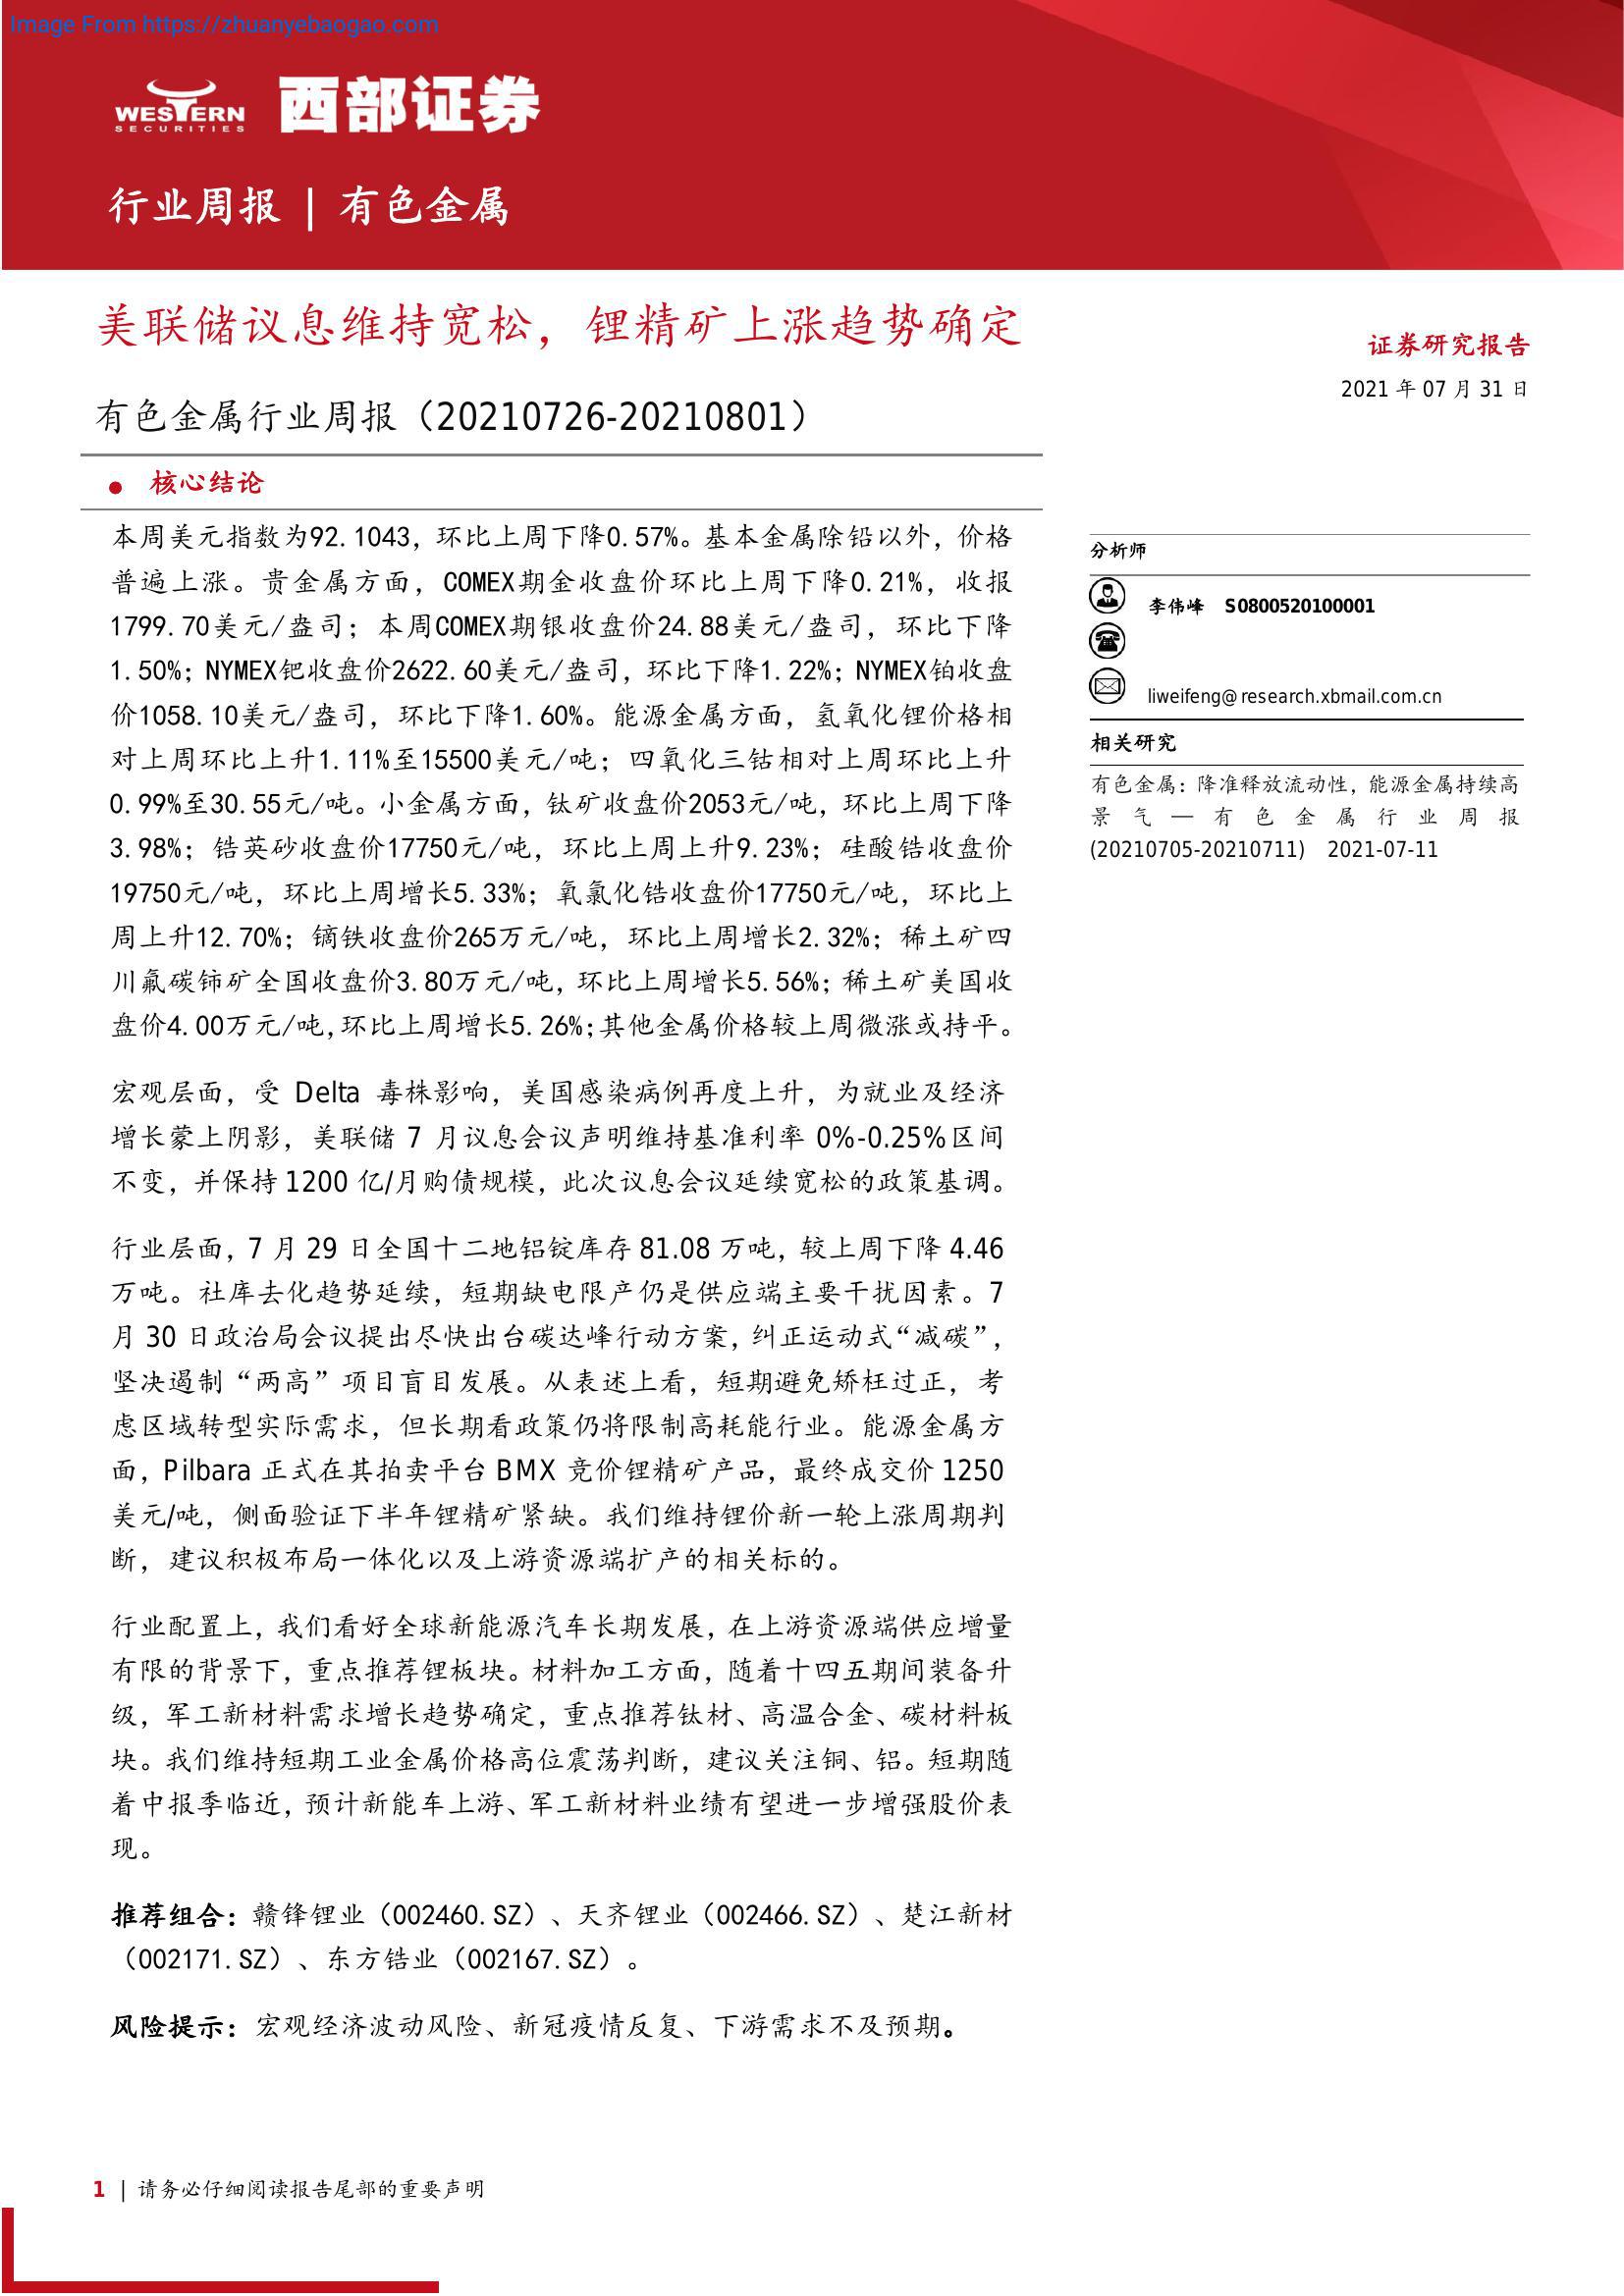 Image From https://zhuanyebaogao.com
WESTERN
SECURITIES
西部证券
行业周报 | 有色金属
美联储议息维持宽松，锂精矿上涨趋势确定
证券研究报告
2021 年 07 月 31 日
有色金属行业周报（20210726-20210801）
● 核心结论
本周美元指数为92.1043，环比上周下降0.57%。基本金属除铅以外，价格
普遍上涨。贵金属方面，COMEX期金收盘价环比上周下降0.21%，收报
1799.70美元/盎司；本周COMEX期银收盘价24.88美元/盎司，环比下降
1.50%；NYMEX钯收盘价2622.60美元/盎司，环比下降1.22%；NYMEX铂收盘
价1058.10美元/盎司，环比下降1.60%。能源金属方面，氢氧化锂价格相
对上周环比上升1.11%至15500美元/吨；四氧化三钴相对上周环比上升
0.99%至30.55元/吨。小金属方面，钛矿收盘价2053元/吨，环比上周下降
3.98%；锆英砂收盘价17750元/吨，环比上周上升9.23%；硅酸锆收盘价
19750元/吨，环比上周增长5.33%；氧氯化锆收盘价17750元/吨，环比上
周上升12.70%；镝铁收盘价265万元/吨，环比上周增长2.32%；稀土矿四
川氟碳铈矿全国收盘价3.80万元/吨，环比上周增长5.56%；稀土矿美国收
盘价4.00万元/吨，环比上周增长5.26%；其他金属价格较上周微涨或持平。
宏观层面，受 Delta 毒株影响，美国感染病例再度上升，为就业及经济
增长蒙上阴影，美联储 7 月议息会议声明维持基准利率 0%-0.25%区间
不变，并保持 1200 亿/月购债规模，此次议息会议延续宽松的政策基调。
行业层面，7 月 29 日全国十二地铝锭库存 81.08 万吨，较上周下降 4.46
万吨。社库去化趋势延续，短期缺电限产仍是供应端主要干扰因素。7
月 30 日政治局会议提出尽快出台碳达峰行动方案，纠正运动式“减碳”，
坚决遏制“两高”项目盲目发展。从表述上看，短期避免矫枉过正，考
虑区域转型实际需求，但长期看政策仍将限制高耗能行业。能源金属方
面，Pilbara 正式在其拍卖平台 BMX 竞价锂精矿产品，最终成交价 1250
美元/吨，侧面验证下半年锂精矿紧缺。我们维持锂价新一轮上涨周期判
断，建议积极布局一体化以及上游资源端扩产的相关标的。
行业配置上，我们看好全球新能源汽车长期发展，在上游资源端供应增量
有限的背景下，重点推荐锂板块。材料加工方面，随着十四五期间装备升
级，军工新材料需求增长趋势确定，重点推荐钛材、高温合金、碳材料板
块。我们维持短期工业金属价格高位震荡判断，建议关注铜、铝。短期随
着中报季临近，预计新能车上游、军工新材料业绩有望进一步增强股价表
现。
推荐组合：赣锋锂业（002460.SZ）、天齐锂业（002466.SZ）、楚江新材
（002171.SZ）、东方锆业（002167.SZ）。
风险提示：宏观经济波动风险、新冠疫情反复、下游需求不及预期。
分析师
李伟峰 S0800520100001
liweifeng@research.xbmail.com.cn
相关研究
有色金属：降准释放流动性，能源金属持续高
景气—有色金属行业周报
(20210705-20210711) 2021-07-11
1 | 请务必仔细阅读报告尾部的重要声明